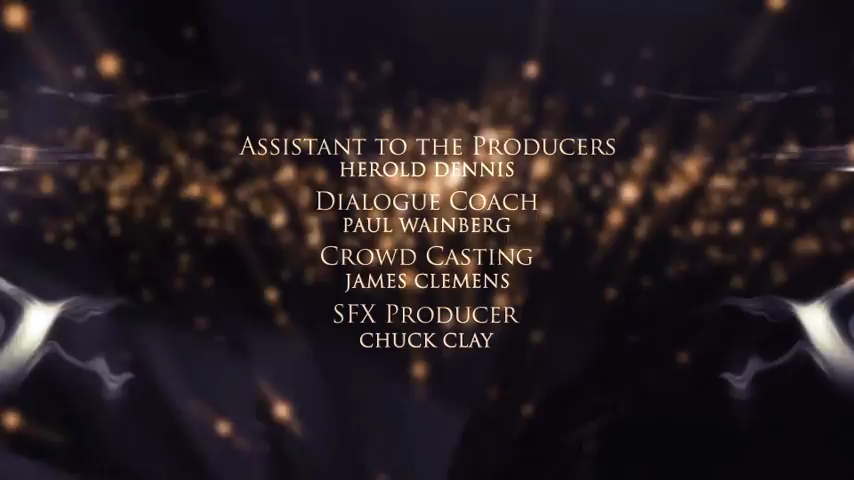 Assistant to the Producers
HEROLD DENNIS
Dialogue Coach
PAUL WAINBERG
Crowd Casting
JAMES CLEMENS
SFX Producer
CHUCK CLAY